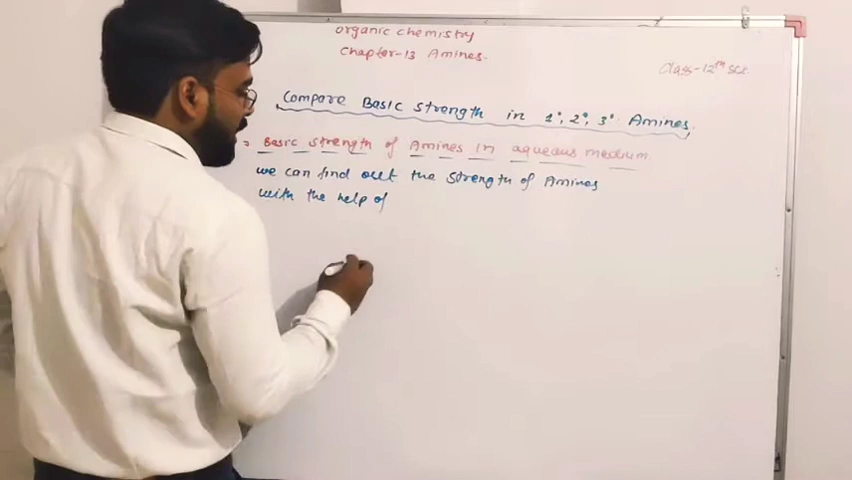 organic chemistry
Chapter-13 Amines.
Class-12th sci.
Compare Basic strength in 1°, 2°, 3° Amines.
Basic strength of Amines in aqueous medium.
we can find out the strength of Amines
with the help of